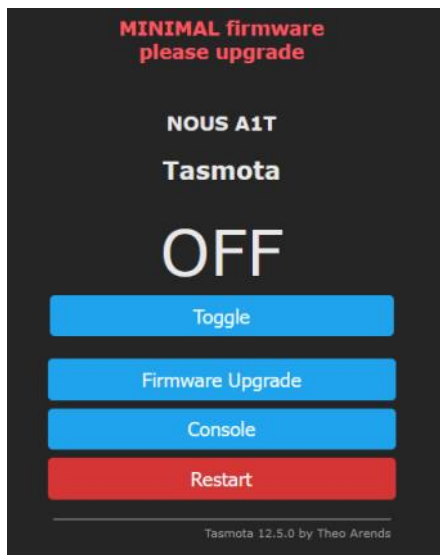 MINIMAL firmware
please upgrade
NOUS A1T
Tasmota
OFF
Toggle
Firmware Upgrade
Console
Restart
Tasmota 12.5.0 by Theo Arends